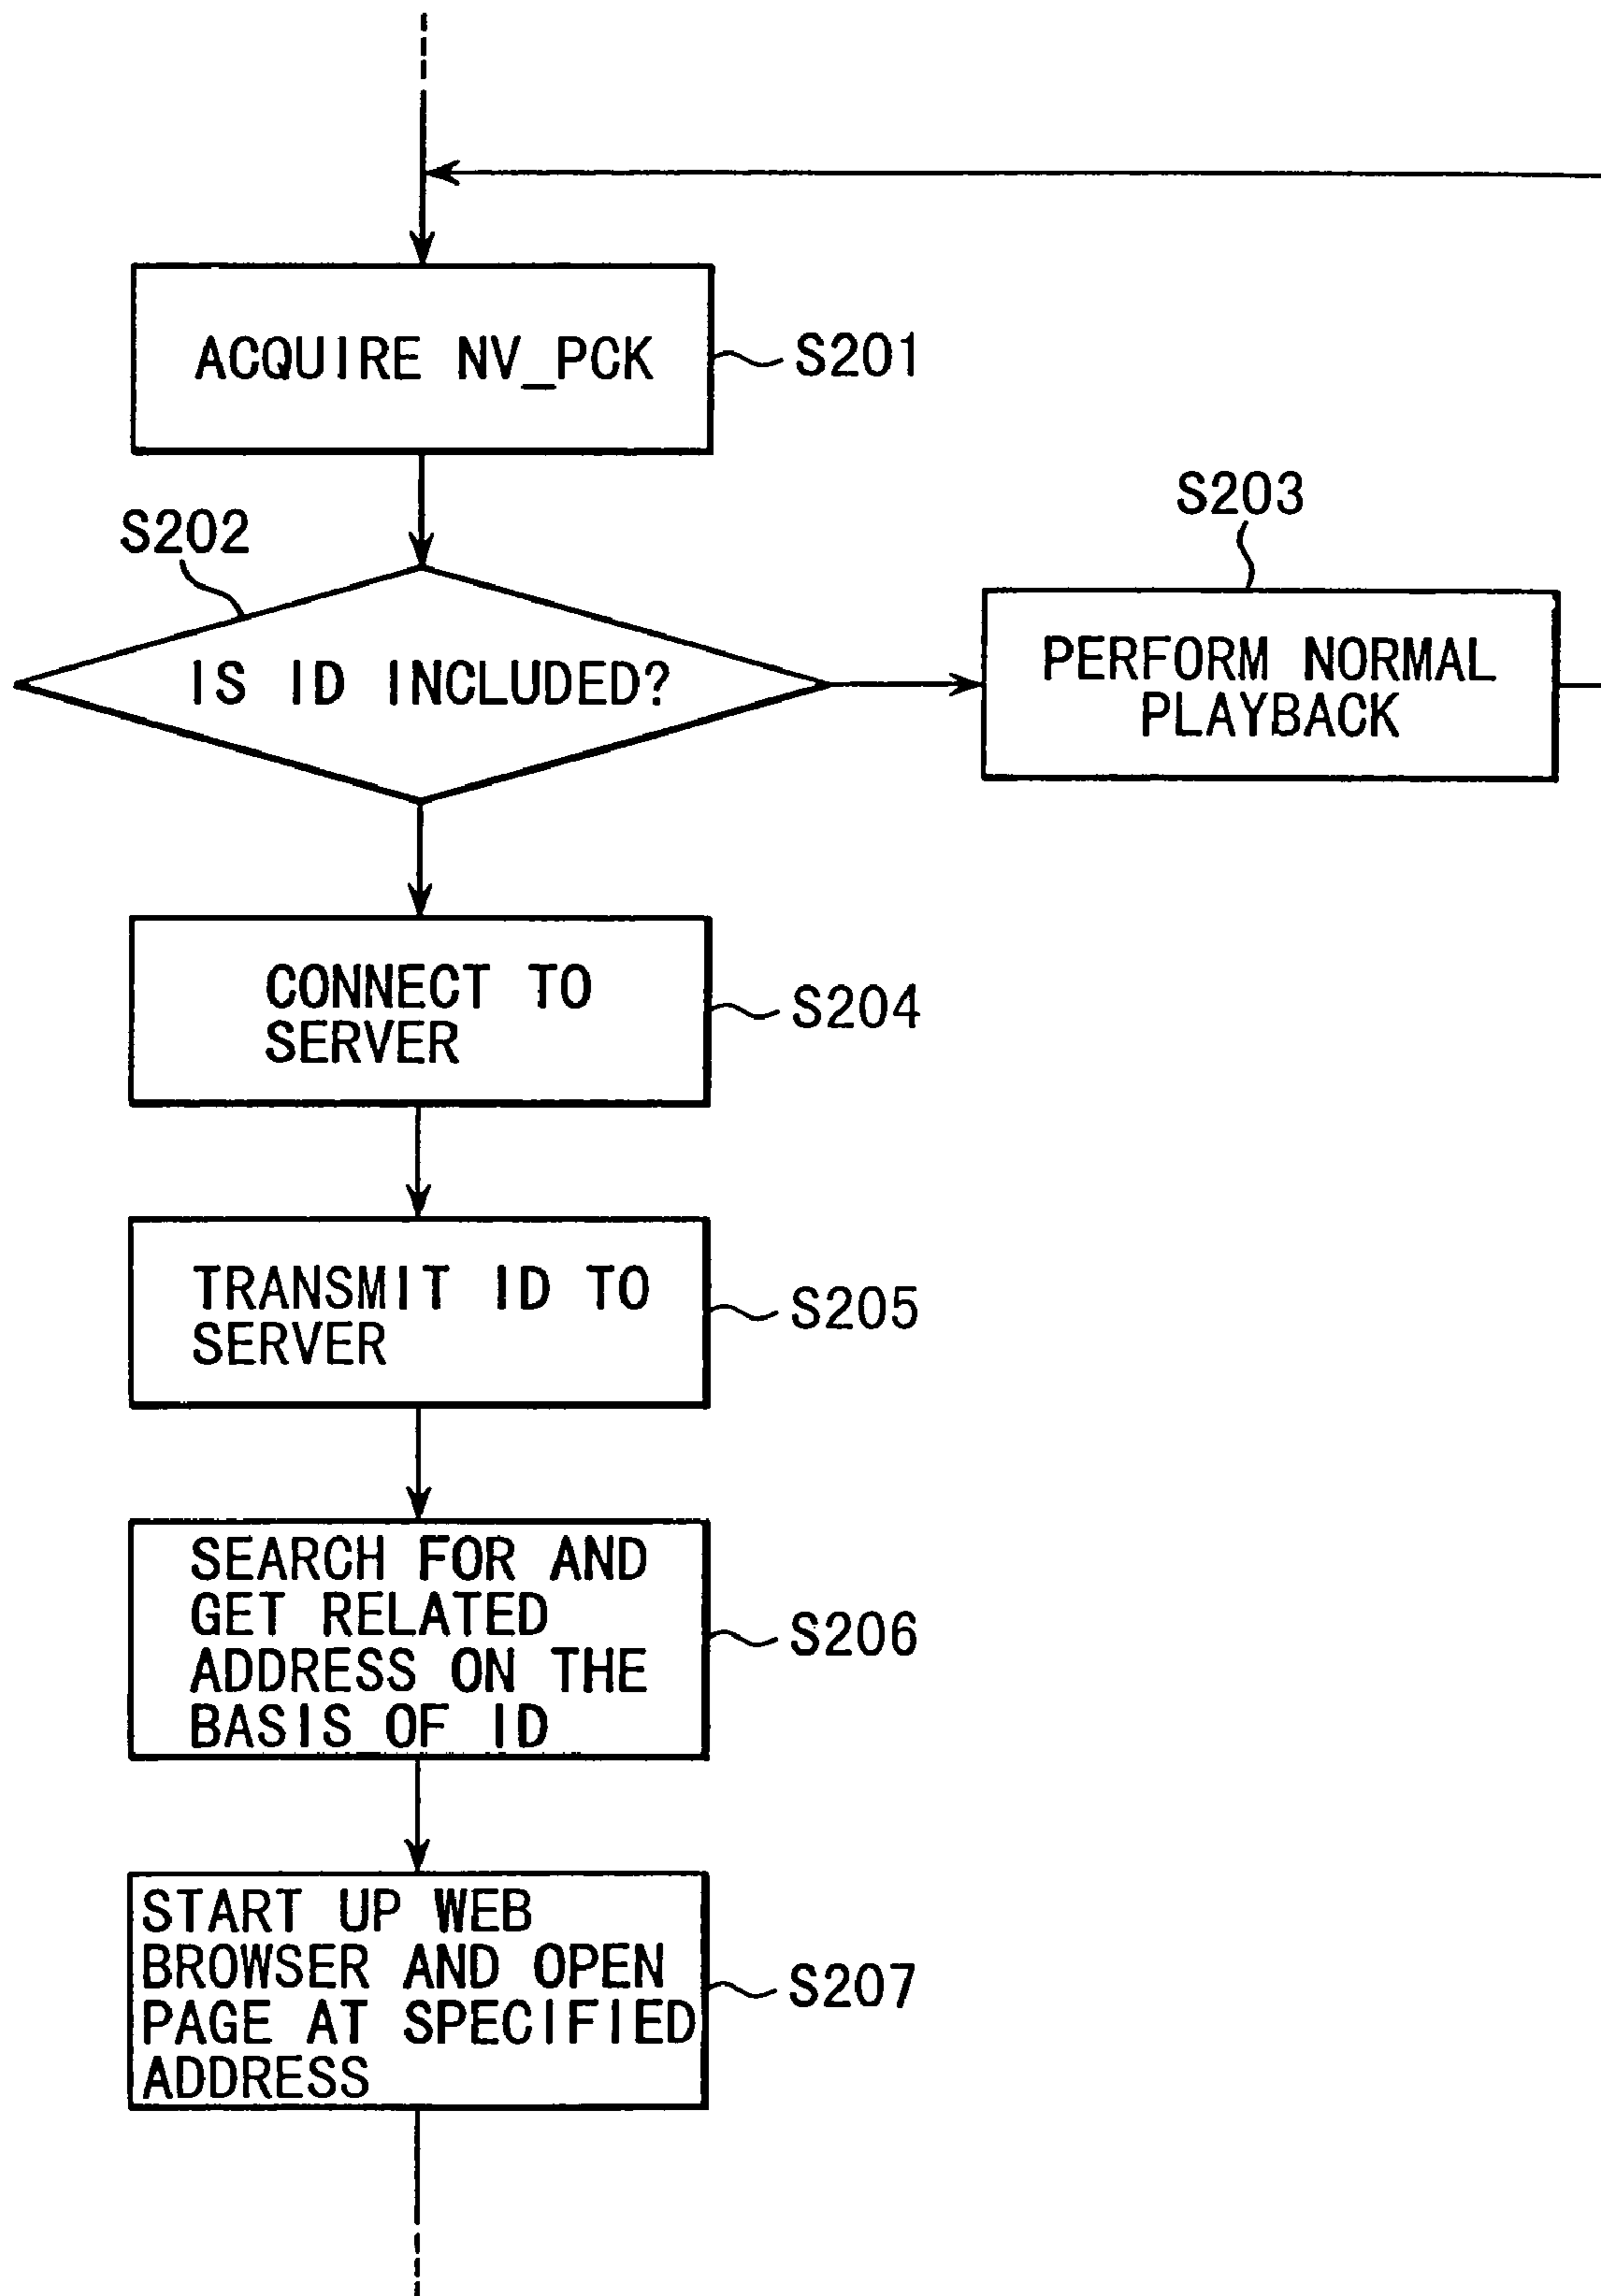 ACQUIRE NV_PCK
S201
S202
IS ID INCLUDED?
S203
PERFORM NORMAL
PLAYBACK
CONNECT TO
SERVER
S204
TRANSMIT ID TO
SERVER
S205
SEARCH FOR AND
GET RELATED
ADDRESS ON THE
BASIS OF ID
S206
START UP WEB
BROWSER AND OPEN
PAGE AT SPECIFIED
ADDRESS
S207